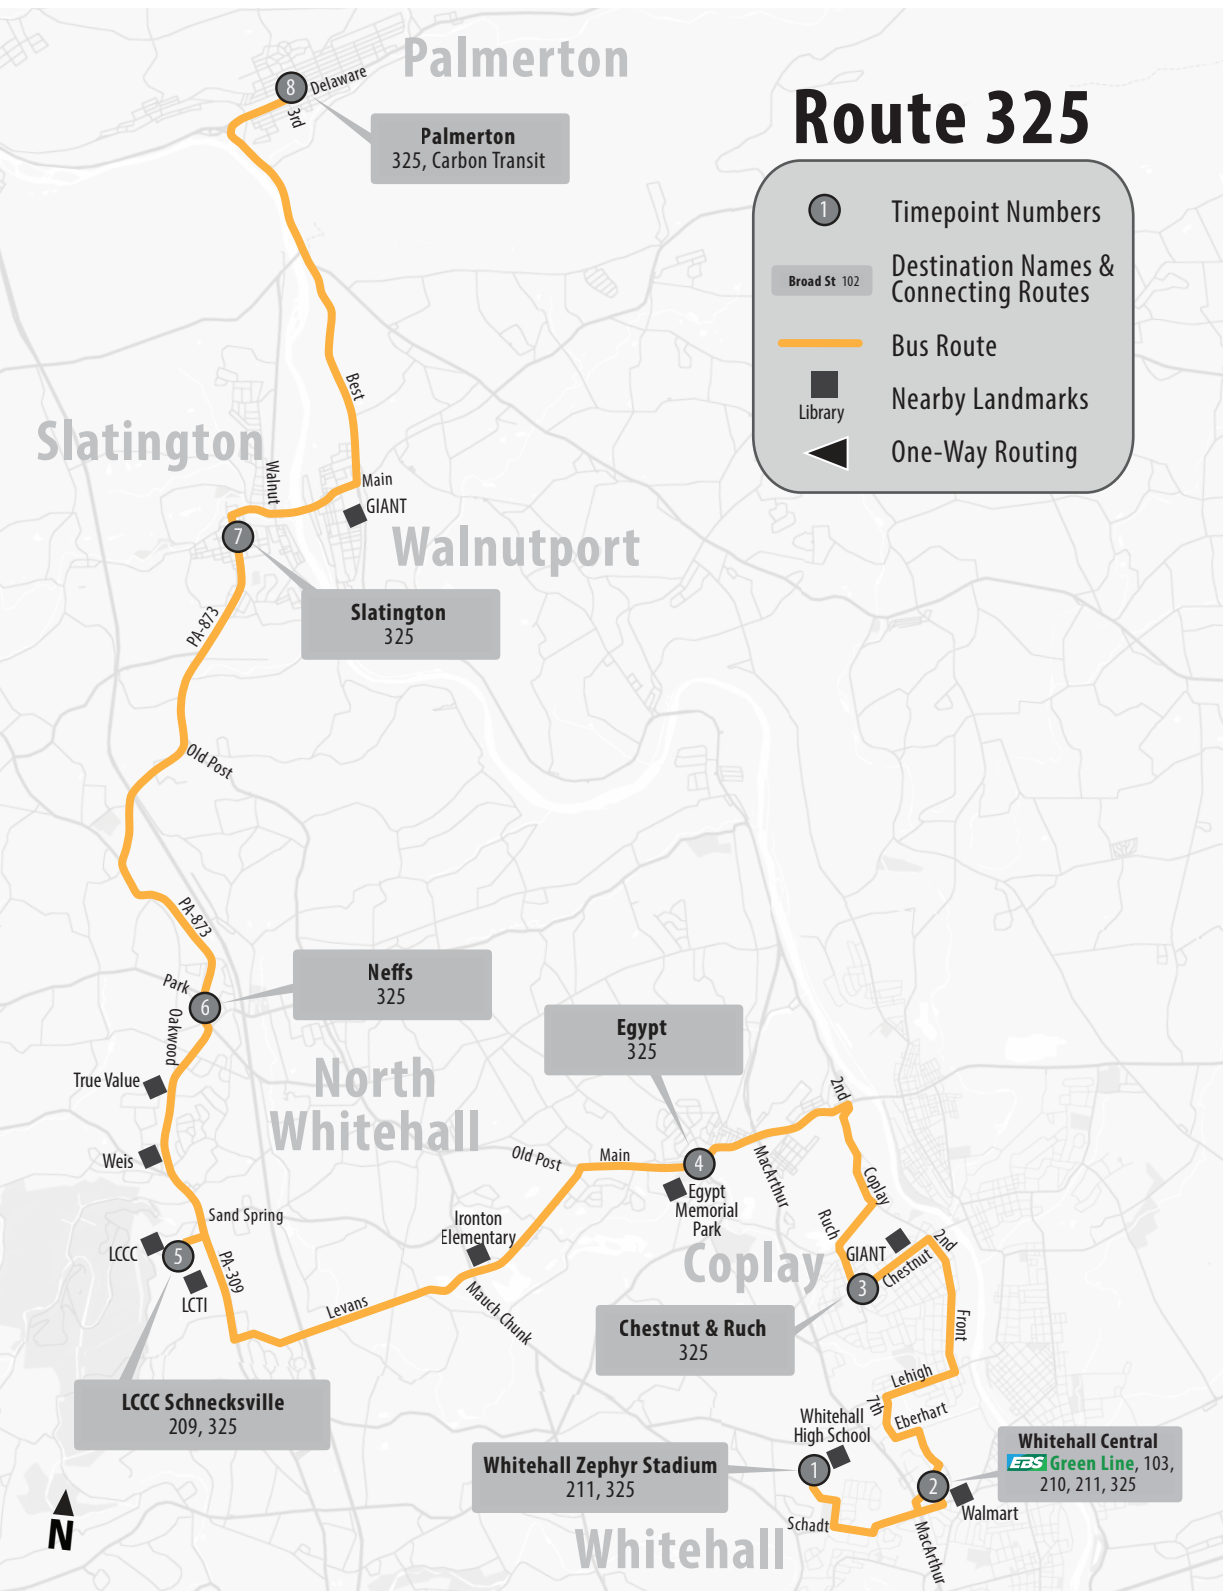 Palmerton
8
Delaware
3rd
Palmerton
325, Carbon Transit
Route 325
1
Timepoint Numbers
Broad St 102
Destination Names &
Connecting Routes
Bus Route
Library
Nearby Landmarks
One-Way Routing
Best
Slatington
Walnut
Main
GIANT
7
Walnutport
Slatington
325
PA-873
Old Post
PA-873
Park
6
Neffs
325
Oakwood
True Value
North
Whitehall
Weis
Egypt
325
2nd
Old Post
Main
4
MacArthur
Egypt
Memorial
Park
Coplay
Ruch
Sand Spring
LCCC
5
LCTI
PA-309
Ironton
Elementary
Levans
Mauch Chunk
Coplay
GIANT
2nd
Chestnut
3
Front
Chestnut & Ruch
325
LCCC Schnecksville
209, 325
Lehigh
7th
Eberhart
Whitehall
High School
Whitehall Zephyr Stadium
211, 325
1
Whitehall Central
EBS Green Line, 103,
210, 211, 325
2
Walmart
Schadt
MacArthur
Whitehall
N